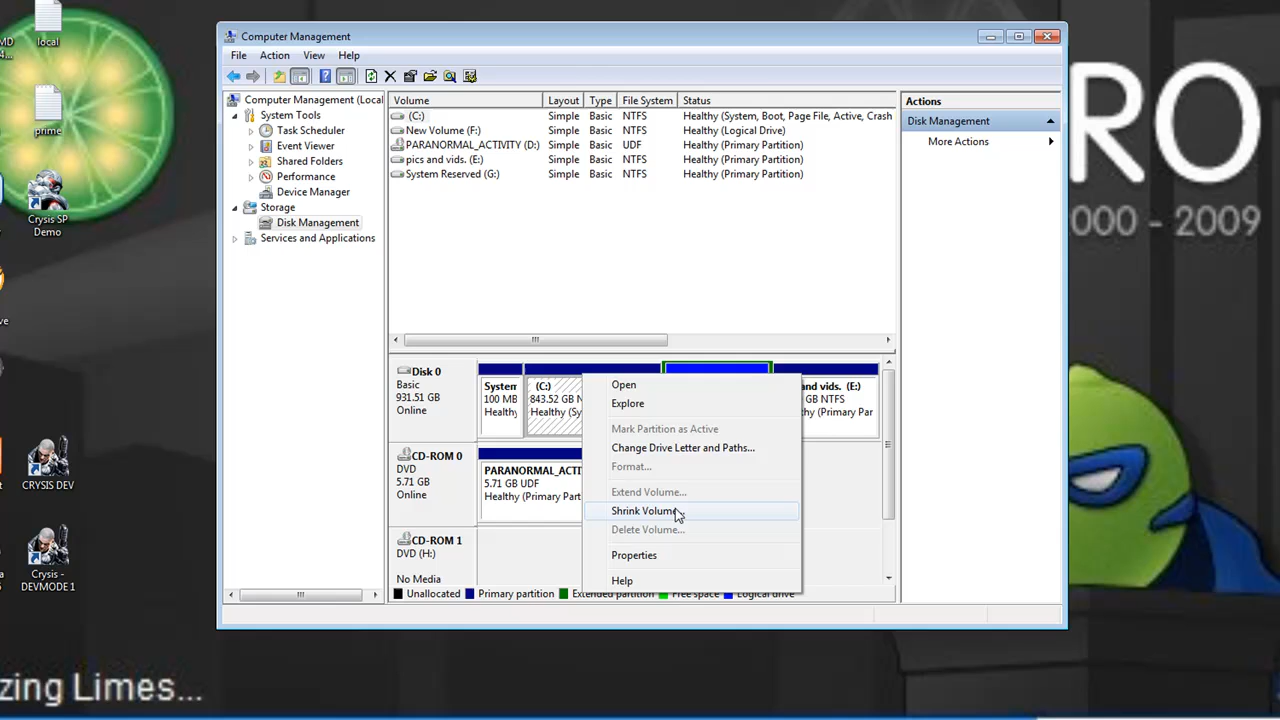 local
MD
4...
prime
Crysis SP
Demo
ve
CRYSIS DEV
Crysis -
DEVMODE 1
zing Limes...
RO
000 - 2009
Computer Management
File Action View Help
Computer Management (Local
System Tools
Task Scheduler
Event Viewer
Shared Folders
Performance
Device Manager
Storage
Disk Management
Services and Applications
Volume Layout Type File System Status
(C:) Simple Basic NTFS Healthy (System, Boot, Page File, Active, Crash
New Volume (F:) Simple Basic NTFS Healthy (Logical Drive)
PARANORMAL_ACTIVITY (D:) Simple Basic UDF Healthy (Primary Partition)
pics and vids. (E:) Simple Basic NTFS Healthy (Primary Partition)
System Reserved (G:) Simple Basic NTFS Healthy (Primary Partition)
Actions
Disk Management
More Actions
Disk 0
Basic
931.51 GB
Online
System
100 MB
Healthy
(C:)
843.52 GB N
Healthy (Sy
and vids. (E:)
GB NTFS
hy (Primary Par
CD-ROM 0
DVD
5.71 GB
Online
PARANORMAL_ACTI
5.71 GB UDF
Healthy (Primary Part
CD-ROM 1
DVD (H:)
No Media
Open
Explore
Mark Partition as Active
Change Drive Letter and Paths...
Format...
Extend Volume...
Shrink Volume...
Delete Volume...
Properties
Help
Unallocated Primary partition Extended partition Free space Logical drive